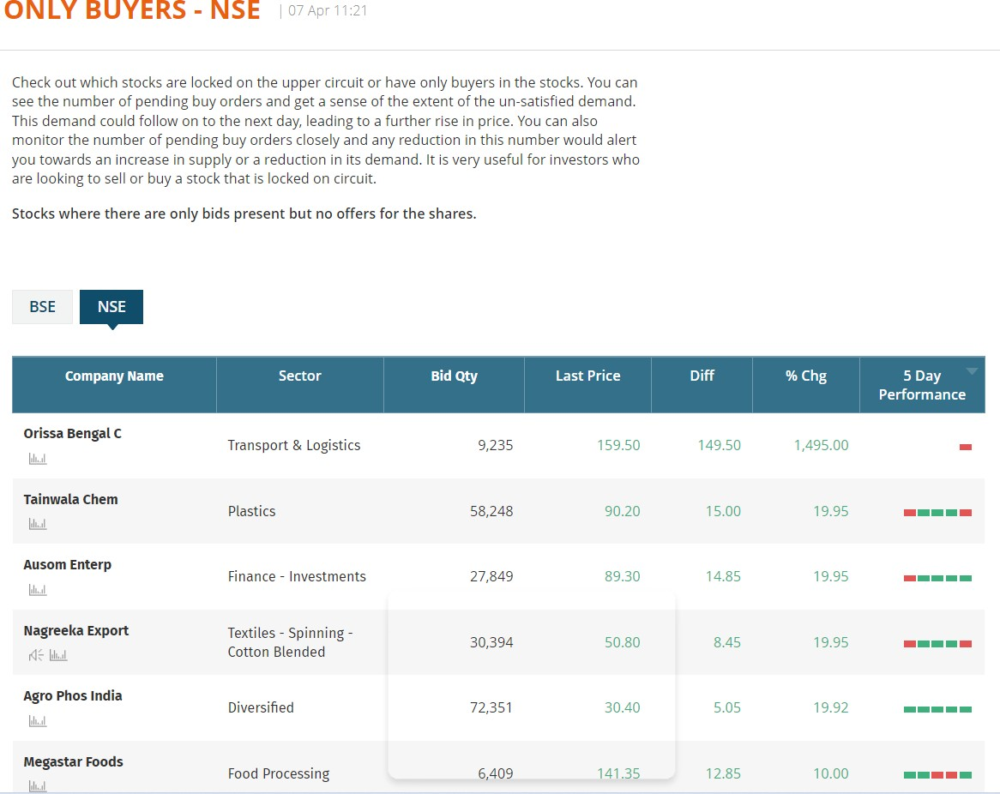 ONLY BUYERS - NSE | 07 Apr 11:21
Check out which stocks are locked on the upper circuit or have only buyers in the stocks. You can
see the number of pending buy orders and get a sense of the extent of the un-satisfied demand.
This demand could follow on to the next day, leading to a further rise in price. You can also
monitor the number of pending buy orders closely and any reduction in this number would alert
you towards an increase in supply or a reduction in its demand. It is very useful for investors who
are looking to sell or buy a stock that is locked on circuit.
Stocks where there are only bids present but no offers for the shares.
BSE NSE
Company Name Sector Bid Qty Last Price Diff % Chg 5 Day
Performance
Orissa Bengal C
Transport & Logistics 9,235 159.50 149.50 1,495.00
Tainwala Chem
Plastics 58,248 90.20 15.00 19.95
Ausom Enterp
Finance - Investments 27,849 89.30 14.85 19.95
Nagreeka Export
Textiles - Spinning -
Cotton Blended
30,394 50.80 8.45 19.95
Agro Phos India
Diversified 72,351 30.40 5.05 19.92
Megastar Foods
Food Processing 6,409 141.35 12.85 10.00